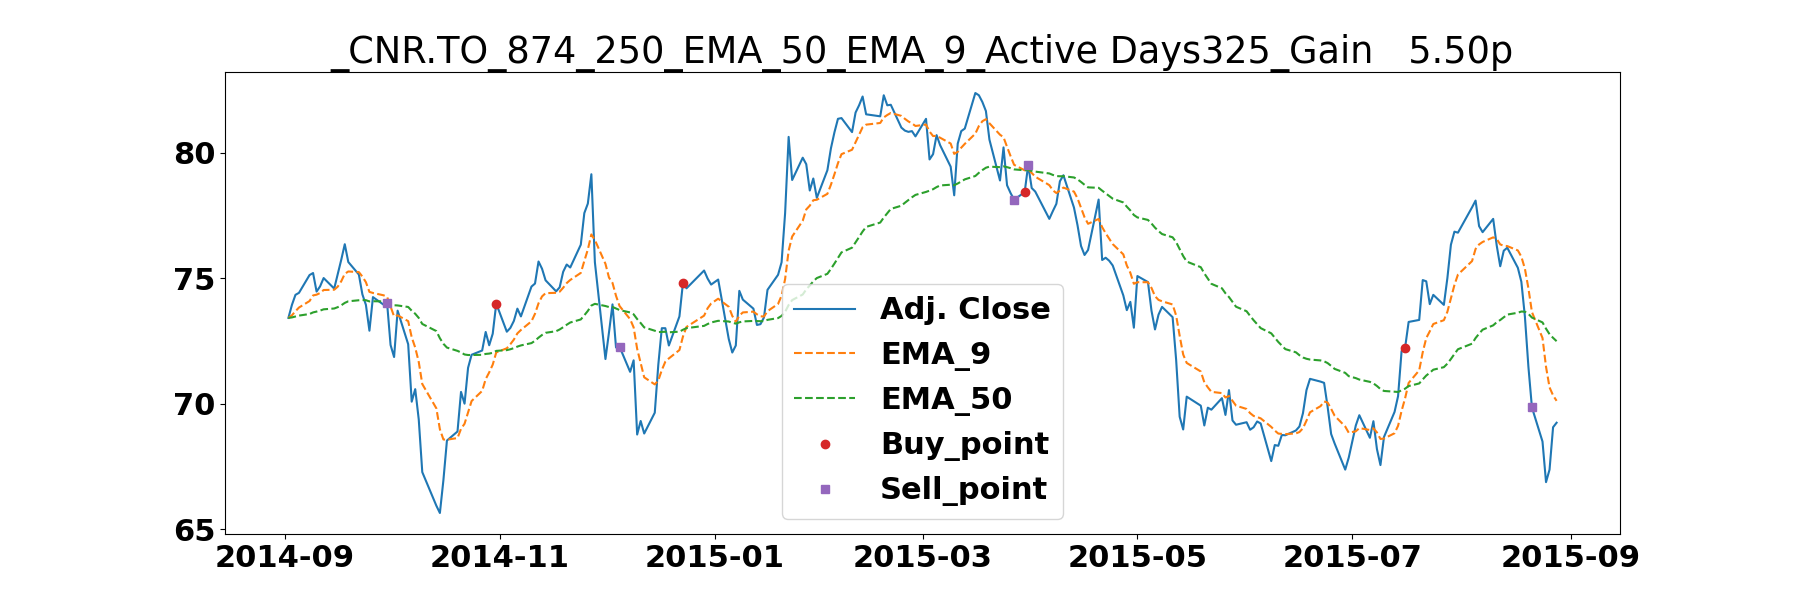 _CNR.TO_874_250_EMA_50_EMA_9_Active Days325_Gain   5.50p
80
75
70
65
Adj. Close
EMA_9
EMA_50
Buy_point
Sell_point
2014-09 2014-11 2015-01 2015-03 2015-05 2015-07 2015-09